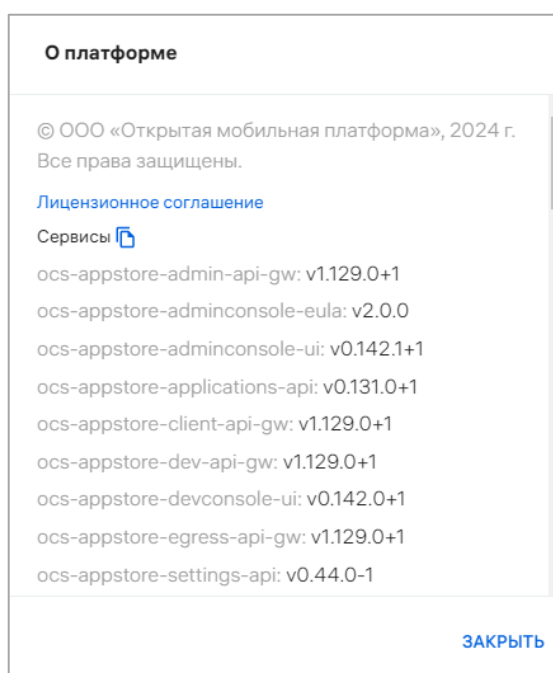 О платформе
© ООО «Открытая мобильная платформа», 2024 г.
Все права защищены.
Лицензионное соглашение
Сервисы
ocs-appstore-admin-api-gw: v1.129.0+1
ocs-appstore-adminconsole-eula: v2.0.0
ocs-appstore-adminconsole-ui: v0.142.1+1
ocs-appstore-applications-api: v0.131.0+1
ocs-appstore-client-api-gw: v1.129.0+1
ocs-appstore-dev-api-gw: v1.129.0+1
ocs-appstore-devconsole-ui: v0.142.0+1
ocs-appstore-egress-api-gw: v1.129.0+1
ocs-appstore-settings-api: v0.44.0-1
ЗАКРЫТЬ